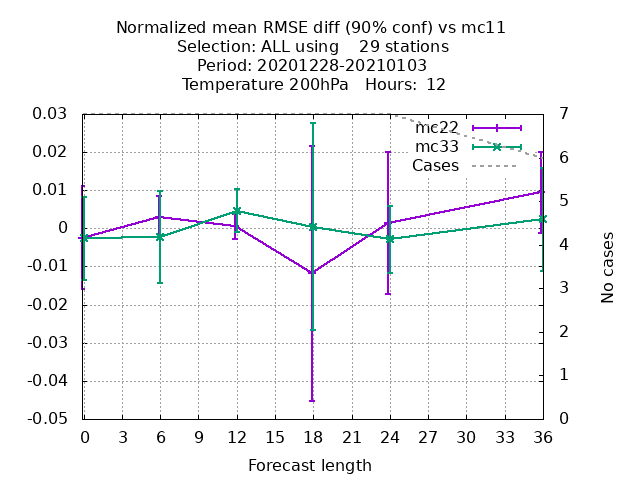 Normalized mean RMSE diff (90% conf) vs mc11
Selection: ALL using    29 stations
Period: 20201228-20210103
Temperature 200hPa   Hours:  12
0.03
0.02
0.01
0
-0.01
-0.02
-0.03
-0.04
-0.05
mc22
mc33
Cases
7
6
5
4
3
2
1
0
No cases
0 3 6 9 12 15 18 21 24 27 30 33 36
Forecast length